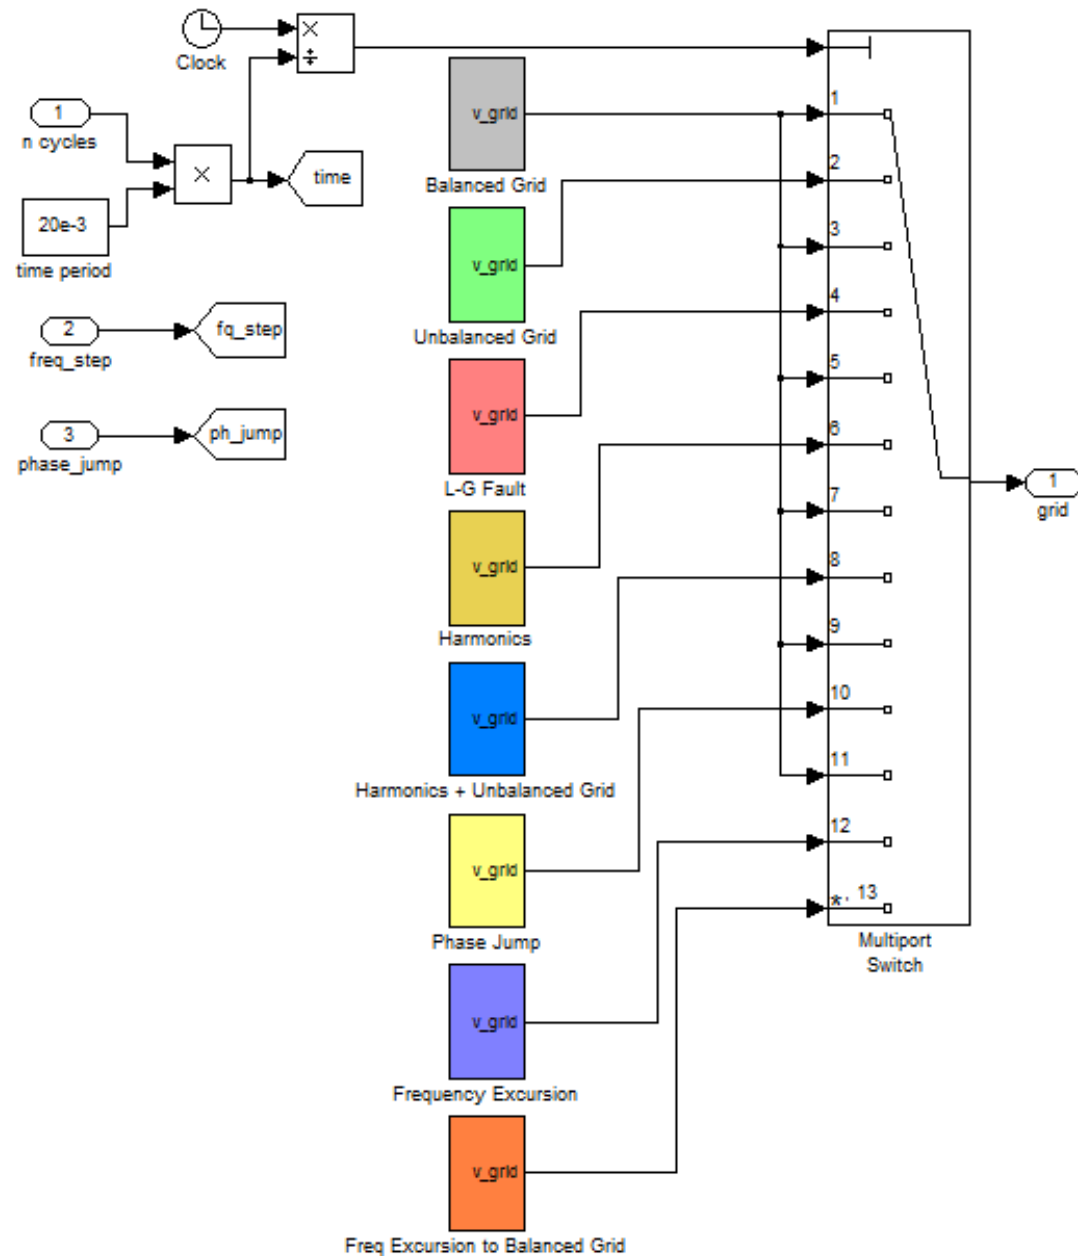 Clock
×
÷
1
n cycles
×
time
20e-3
time period
2
freq_step
fq_step
3
phase_jump
ph_jump
v_grid
Balanced Grid
v_grid
Unbalanced Grid
v_grid
L-G Fault
v_grid
Harmonics
v_grid
Harmonics + Unbalanced Grid
v_grid
Phase Jump
v_grid
Frequency Excursion
v_grid
Freq Excursion to Balanced Grid
1
2
3
4
5
6
7
8
9
10
11
12
*, 13
Multiport
Switch
1
grid